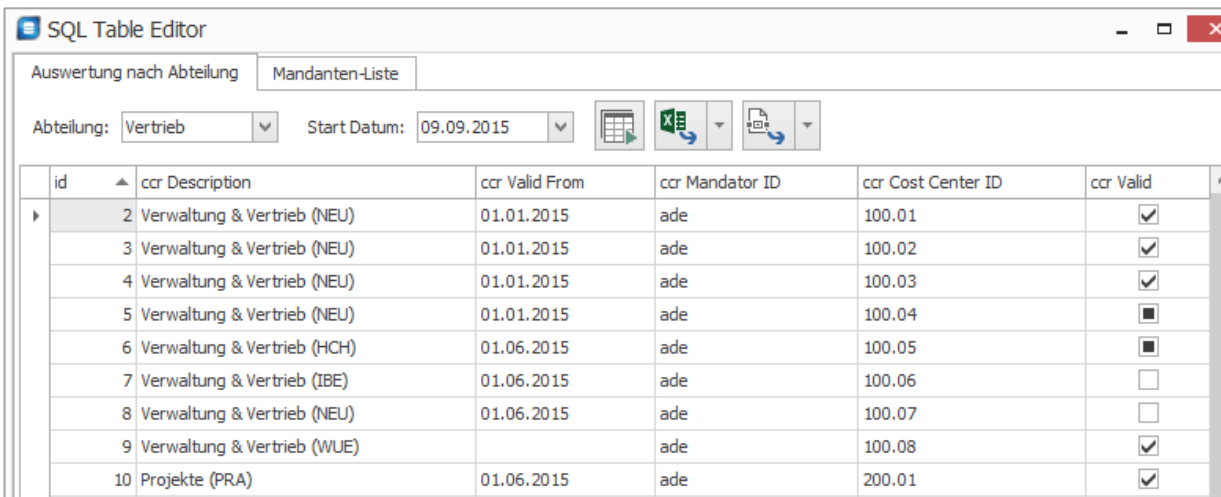 SQL Table Editor
Auswertung nach Abteilung Mandanten-Liste
Abteilung: Vertrieb Start Datum: 09.09.2015
id ccr Description ccr Valid From ccr Mandator ID ccr Cost Center ID ccr Valid
2 Verwaltung & Vertrieb (NEU) 01.01.2015 ade 100.01
3 Verwaltung & Vertrieb (NEU) 01.01.2015 ade 100.02
4 Verwaltung & Vertrieb (NEU) 01.01.2015 ade 100.03
5 Verwaltung & Vertrieb (NEU) 01.01.2015 ade 100.04
6 Verwaltung & Vertrieb (HCH) 01.06.2015 ade 100.05
7 Verwaltung & Vertrieb (IBE) 01.06.2015 ade 100.06
8 Verwaltung & Vertrieb (NEU) 01.06.2015 ade 100.07
9 Verwaltung & Vertrieb (WUE) ade 100.08
10 Projekte (PRA) 01.06.2015 ade 200.01